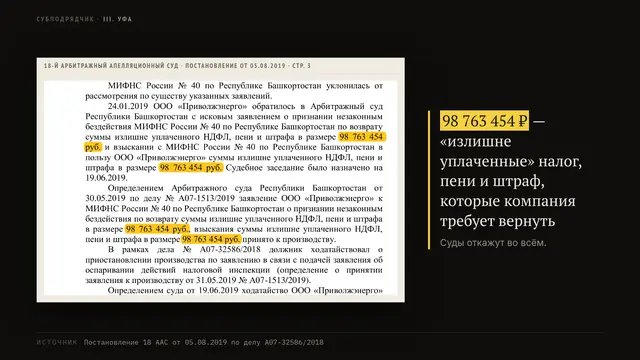 СУБПОДРЯДЧИК · III. УФА
18-Й АРБИТРАЖНЫЙ АПЕЛЛЯЦИОННЫЙ СУД · ПОСТАНОВЛЕНИЕ ОТ 05.08.2019 · СТР. 3
МИФНС России № 40 по Республике Башкортостан уклонилась от
рассмотрения по существу указанных заявлений.
24.01.2019 ООО «Приволжэнерго» обратилось в Арбитражный суд
Республики Башкортостан с исковым заявлением о признании незаконным
бездействия МИФНС России № 40 по Республике Башкортостан по возврату
суммы излишне уплаченного НДФЛ, пени и штрафа в размере 98 763 454
руб. и взыскании с МИФНС России № 40 по Республике Башкортостан в
пользу ООО «Приволжэнерго» суммы излишне уплаченного НДФЛ, пени и
штрафа в размере 98 763 454 руб. Судебное заседание было назначено на
19.06.2019.
Определением Арбитражного суда Республики Башкортостан от
30.05.2019 по делу № А07-1513/2019 заявление ООО «Приволжэнерго» к
МИФНС России № 40 по Республике Башкортостан о признании незаконным
бездействия по возврату суммы излишне уплаченного НДФЛ, пени и штрафа
в размере 98 763 454 руб., взыскания суммы излишне уплаченного НДФЛ,
пени и штрафа в размере 98 763 454 руб. принято к производству.
В рамках дела № А07-32586/2018 должник ходатайствовал о
приостановлении производства по заявлению в связи с подачей заявления об
оспаривании действий налоговой инспекции (определение о принятии
заявления к производству от 31.05.2019 № А07-1513/2019).
Определением суда от 19.06.2019 ходатайство ООО «Приволжэнерго»
98 763 454 ₽ —
«излишне
уплаченные» налог,
пени и штраф,
которые компания
требует вернуть
Суды откажут во всём.
ИСТОЧНИК Постановление 18 ААС от 05.08.2019 по делу А07-32586/2018